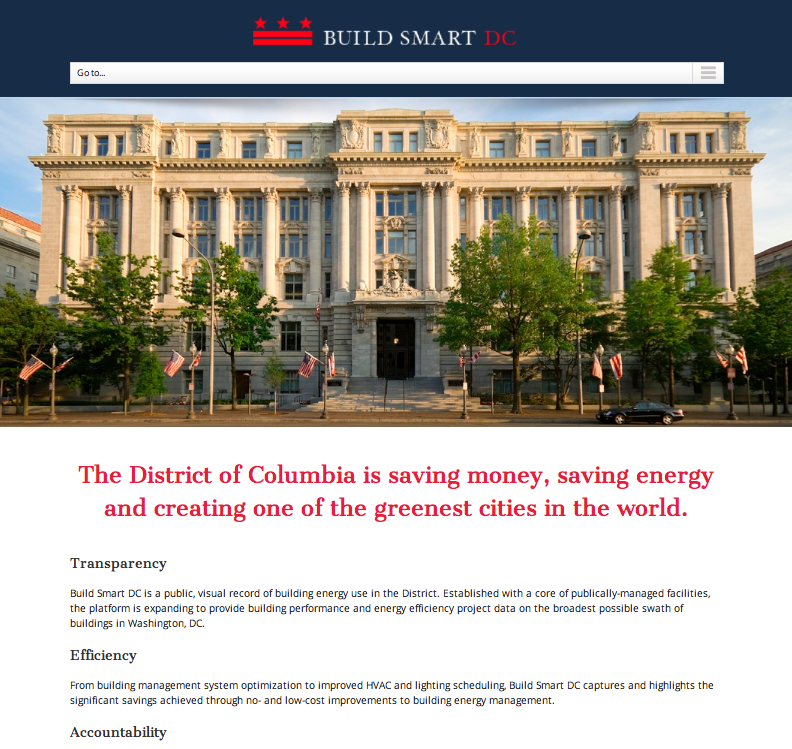 BUILD SMART DC
Go to...
The District of Columbia is saving money, saving energy
and creating one of the greenest cities in the world.
Transparency
Build Smart DC is a public, visual record of building energy use in the District. Established with a core of publically-managed facilities,
the platform is expanding to provide building performance and energy efficiency project data on the broadest possible swath of
buildings in Washington, DC.
Efficiency
From building management system optimization to improved HVAC and lighting scheduling, Build Smart DC captures and highlights the
significant savings achieved through no- and low-cost improvements to building energy management.
Accountability